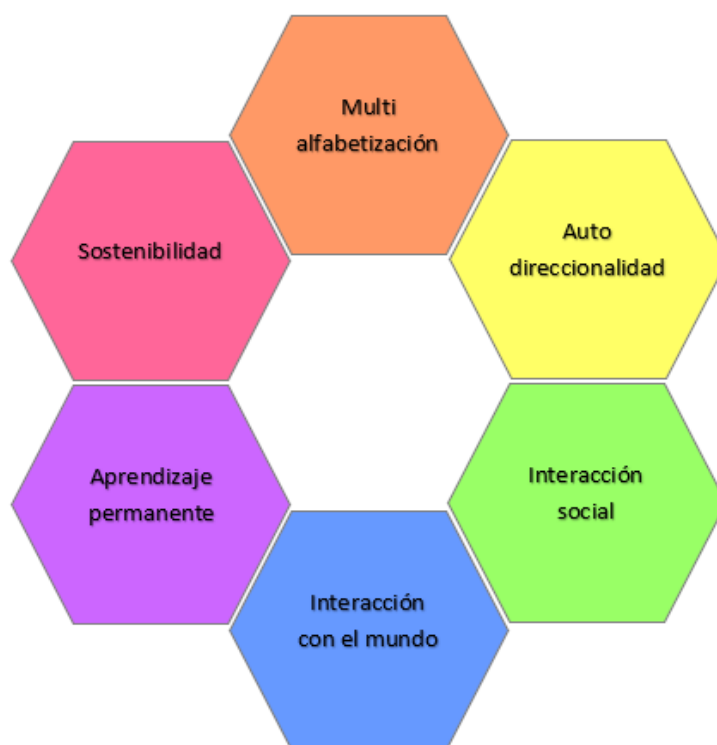 Multi
alfabetización
Auto
direccionalidad
Interacción
social
Interacción
con el mundo
Aprendizaje
permanente
Sostenibilidad